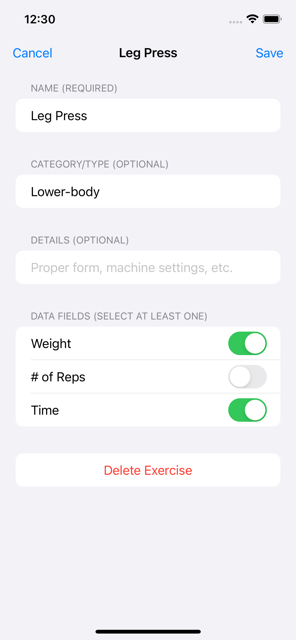 12:30
Cancel Leg Press Save
NAME (REQUIRED)
Leg Press
CATEGORY/TYPE (OPTIONAL)
Lower-body
DETAILS (OPTIONAL)
Proper form, machine settings, etc.
DATA FIELDS (SELECT AT LEAST ONE)
Weight
# of Reps
Time
Delete Exercise